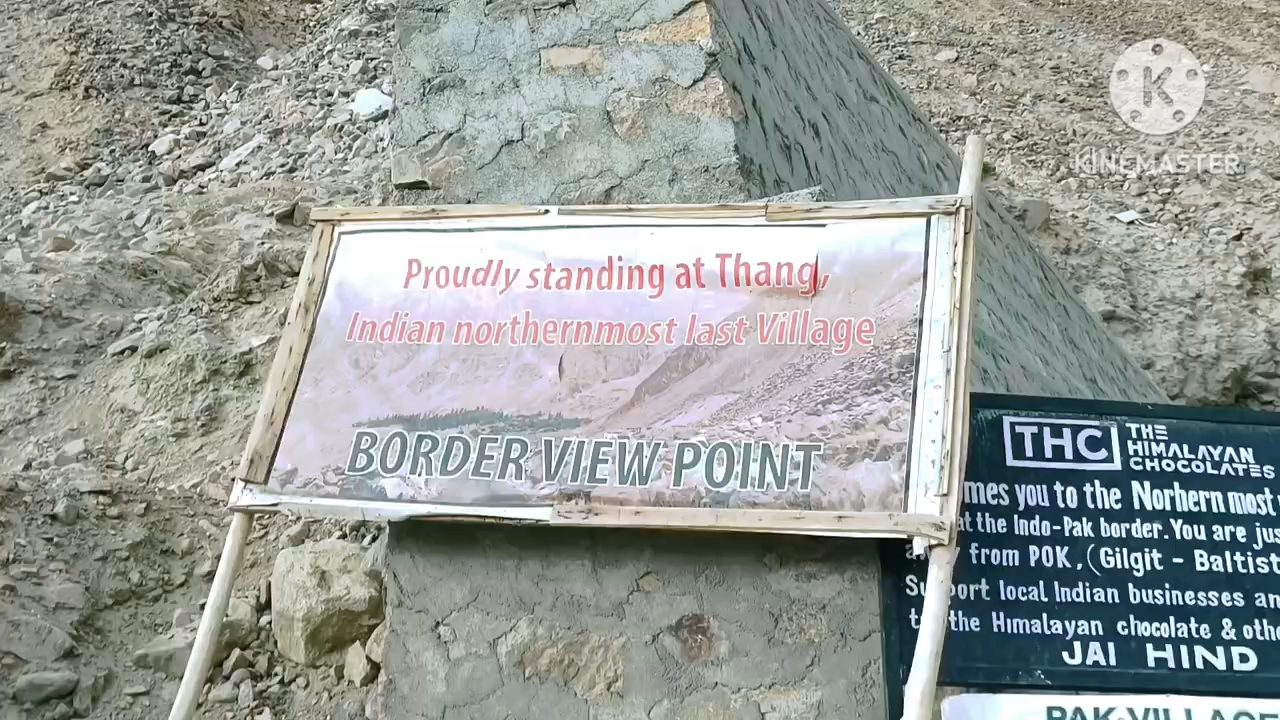 K
KINEMASTER
Proudly standing at Thang,
Indian northernmost last Village
BORDER VIEW POINT
THC THE
HIMALAYAN
CHOCOLATES
mes you to the Norhern most
at the Indo-Pak border. You are jus
from POK, (Gilgit - Baltist
Support local Indian businesses an
the Himalayan chocolate & othe
JAI HIND
PAK VILLAGE